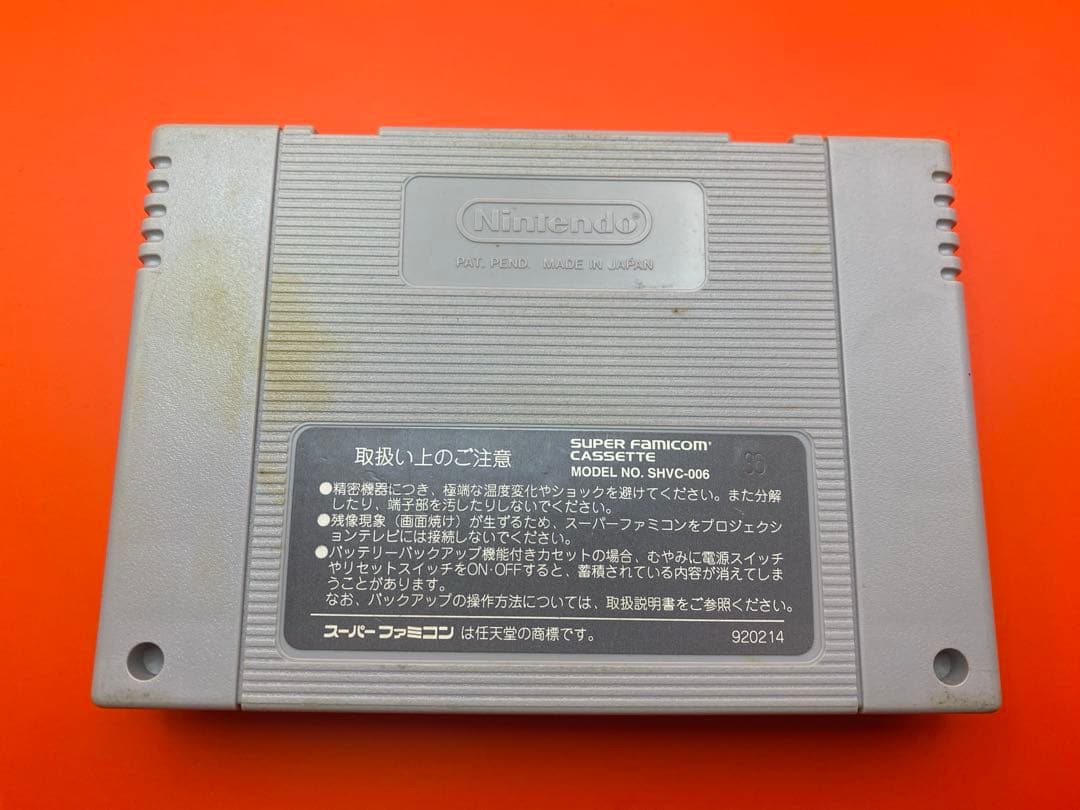 Nintendo®
PAT. PEND. MADE IN JAPAN
取扱い上のご注意
SUPER FAMICOM®
CASSETTE
MODEL NO. SHVC-006
●精密機器につき、極端な温度変化やショックを避けてください。また分解
したり、端子部を汚したりしないでください。
●残像現象（画面焼け）が生ずるため、スーパーファミコンをプロジェクシ
ョンテレビには接続しないでください。
●バッテリーバックアップ機能付きカセットの場合、むやみに電源スイッチ
やリセットスイッチをON·OFFすると、蓄積されている内容が消えてしま
うことがあります。
なお、バックアップの操作方法については、取扱説明書をご参照ください。
スーパーファミコンは任天堂の商標です。
920214